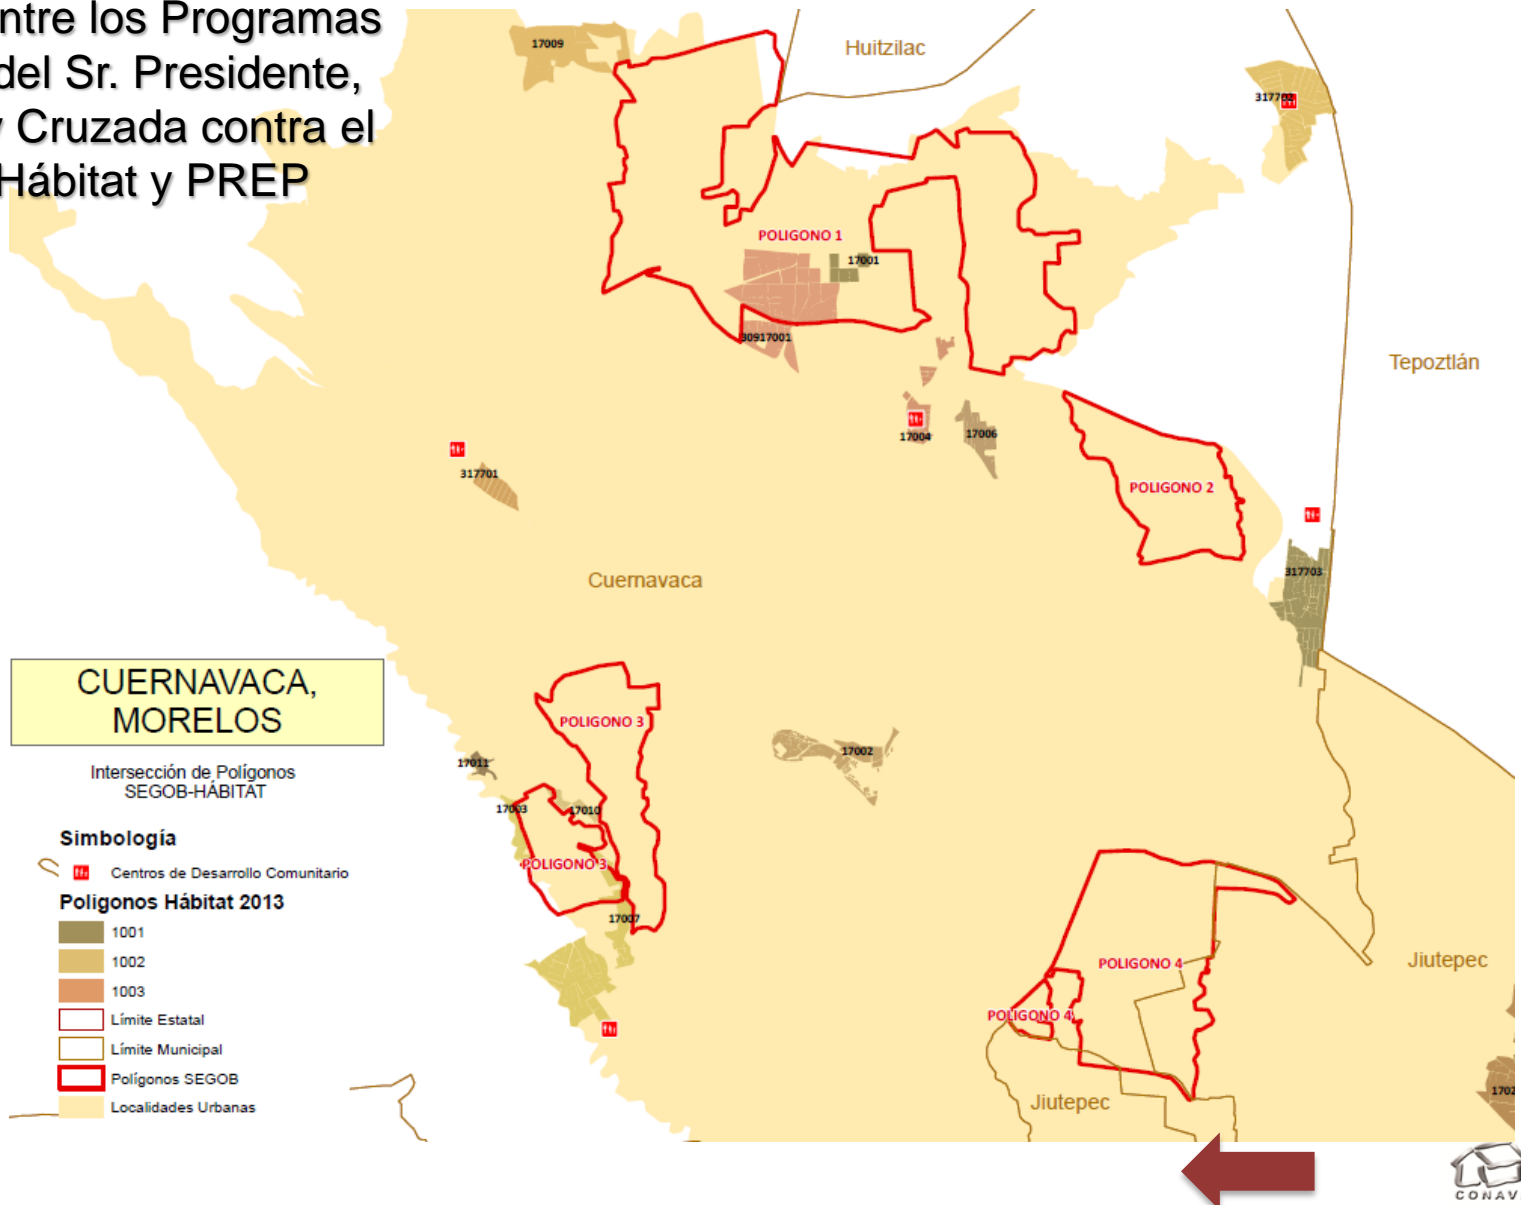 ntre los Programas
del Sr. Presidente,
y Cruzada contra el
Hábitat y PREP
Huitzilac
17009
317702
POLIGONO 1
17001
30917001
Tepoztlán
17004
17006
317701
POLIGONO 2
317703
Cuernavaca
CUERNAVACA,
MORELOS
Intersección de Polígonos
SEGOB-HÁBITAT
POLIGONO 3
17011
17002
17003
17010
POLIGONO 3
17007
Simbología
Centros de Desarrollo Comunitario
Poligonos Hábitat 2013
1001
1002
1003
Límite Estatal
Límite Municipal
Polígonos SEGOB
Localidades Urbanas
POLIGONO 4
POLIGONO 4
Jiutepec
Jiutepec
1702
CONAV